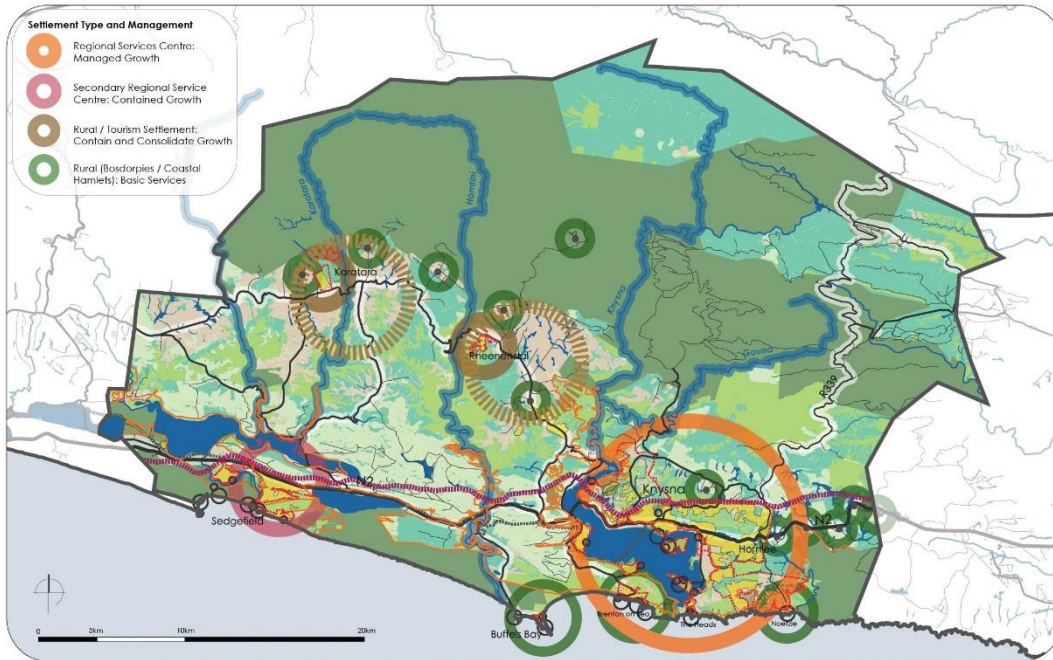 Settlement Type and Management
Regional Services Centre:
Managed Growth
Secondary Regional Service
Centre: Contained Growth
Rural / Tourism Settlement:
Contain and Consolidate Growth
Rural (Bosdorpies / Coastal
Hamlets): Basic Services
Karatara
Homtini
Karatara
Knysna
Rheenendal
Gouna
R339
N2
Knysna
Sedgefield
N2
Hornlee
Buffels Bay
Brenton on Sea
The Heads
Noetzie
0 5km 10km 20km